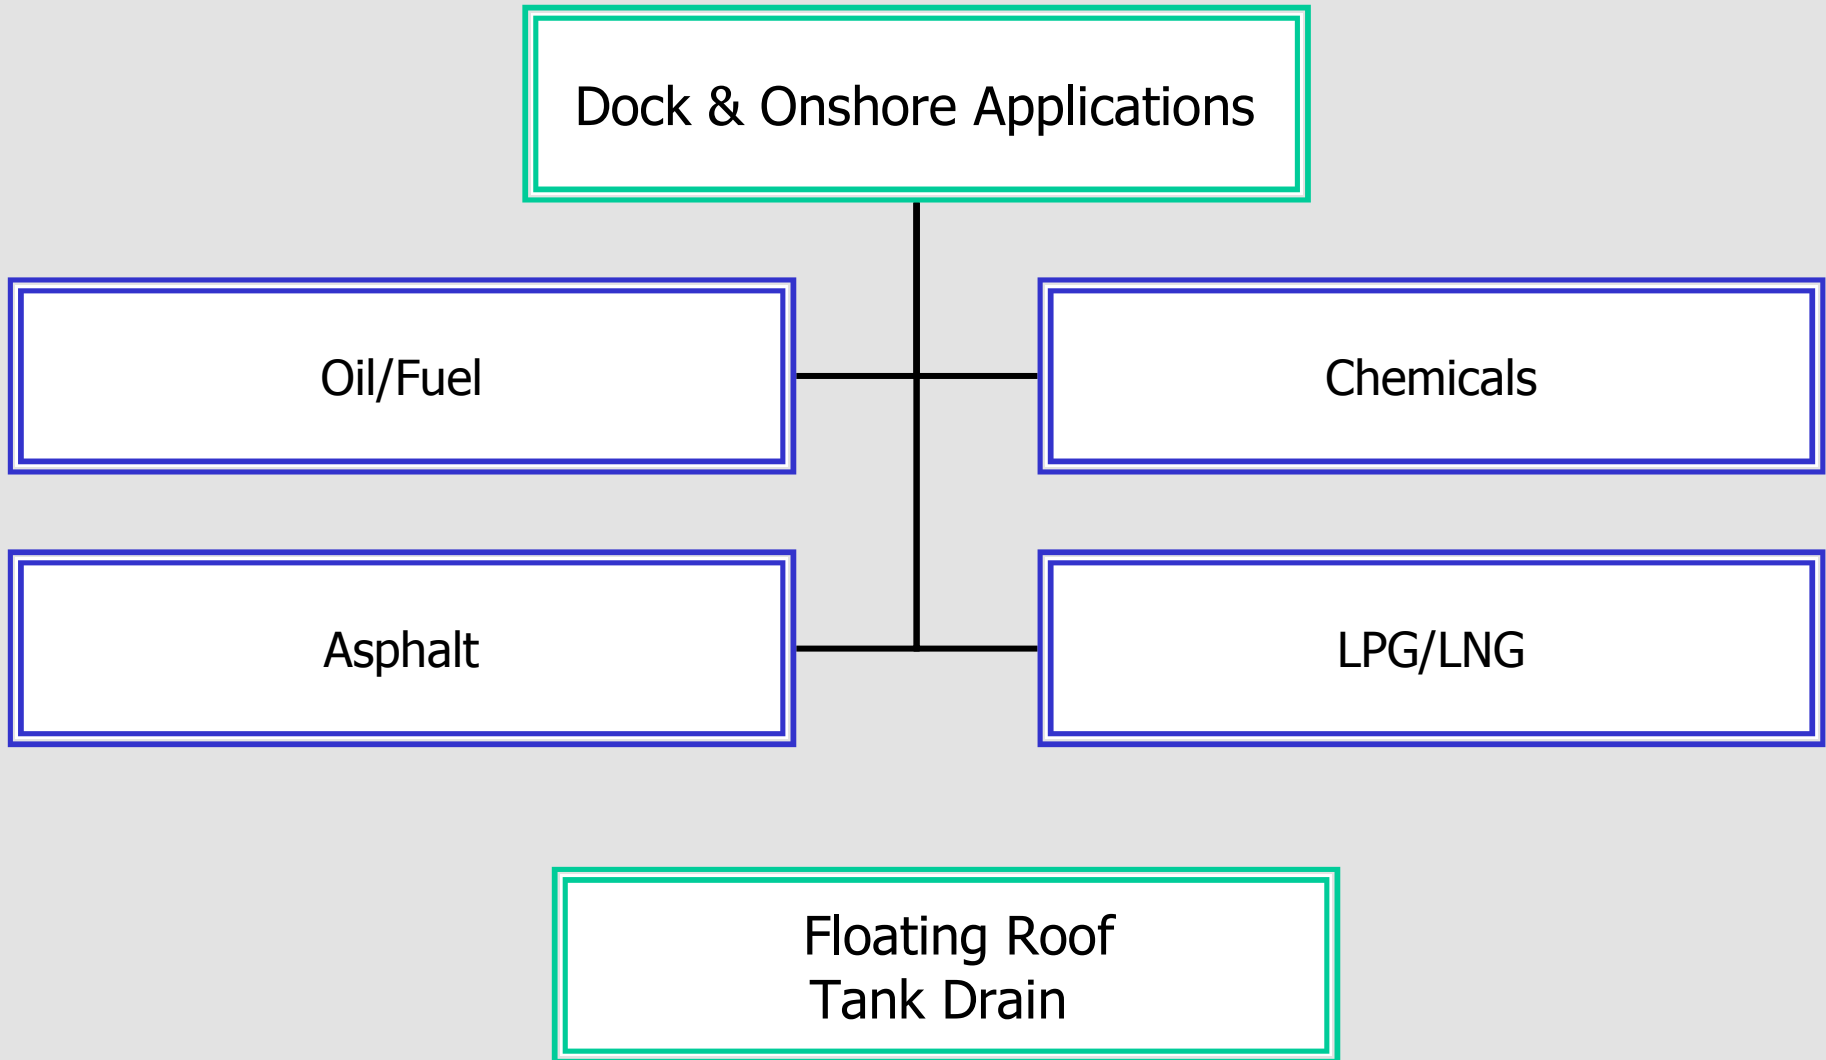 Dock & Onshore Applications
Oil/Fuel
Chemicals
Asphalt
LPG/LNG
Floating Roof
Tank Drain